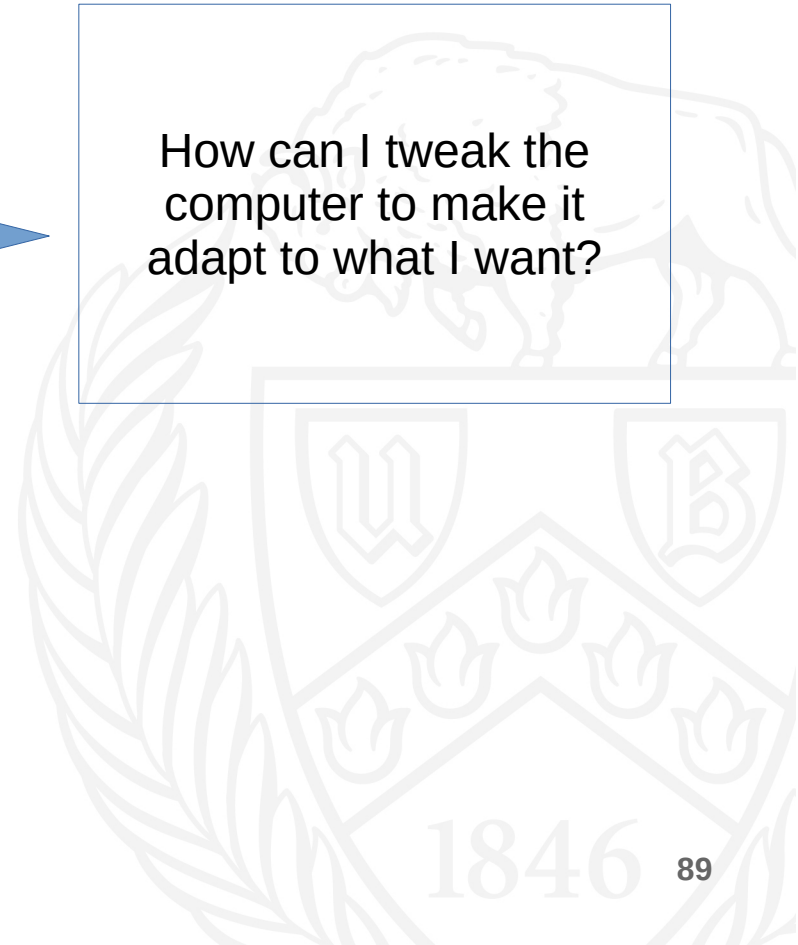 How can I tweak the
computer to make it
adapt to what I want?
U B
1846
89